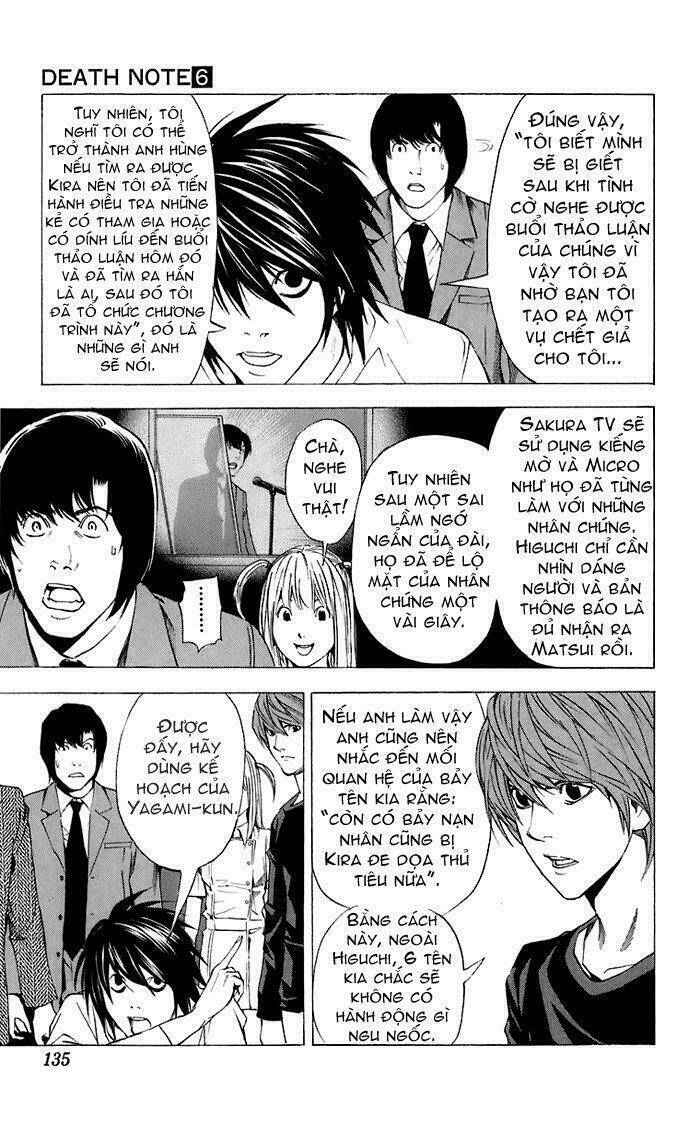 DEATH NOTE 6
ĐÚNG VẬY,
"TÔI BIẾT MÌNH
SẼ BỊ GIẾT
SAU KHI TÌNH
CỜ NGHE ĐƯỢC
BUỔI THẢO LUẬN
CỦA CHÚNG VÌ
VẬY TÔI ĐÃ
NHỜ BẠN TÔI
TẠO RA MỘT
VỤ CHẾT GIẢ
CHO TÔI...
TUY NHIÊN, TÔI
NGHĨ TÔI CÓ THỂ
TRỞ THÀNH ANH HÙNG
NẾU TÌM RA ĐƯỢC
KIRA NÊN TÔI ĐÃ TIẾN
HÀNH ĐIỀU TRA NHỮNG
KẺ CÓ THAM GIA HOẶC
CÓ DÍNH LÍU ĐẾN BUỔI
THẢO LUẬN HÔM ĐÓ
VÀ ĐÃ TÌM RA HẮN
LÀ AI, SAU ĐÓ TÔI
ĐÃ TỔ CHỨC CHƯƠNG
TRÌNH NÀY", ĐÓ LÀ
NHỮNG GÌ ANH
SẼ NÓI.
SAKURA TV SẼ
SỬ DỤNG KIẾNG
MỜ VÀ MICRO
NHƯ HỌ ĐÃ TỪNG
LÀM VỚI NHỮNG
NHÂN CHỨNG.
HIGUCHI CHỈ CẦN
NHÌN DÁNG
NGƯỜI VÀ BẢN
THÔNG BÁO LÀ
ĐỦ NHẬN RA
MATSUI RỒI.
TUY NHIÊN
SAU MỘT SAI
LẦM NGỚ
NGẨN CỦA ĐÀI,
HỌ ĐÃ ĐỂ LỘ
MẶT CỦA NHÂN
CHỨNG MỘT
VÀI GIÂY.
CHÀ,
NGHE
VUI
THẬT!
........
NẾU ANH LÀM VẬY
ANH CŨNG NÊN
NHẮC ĐẾN MỐI
QUAN HỆ CỦA BẢY
TÊN KIA RẰNG:
"CÒN CÓ BẢY NẠN
NHÂN CŨNG BỊ
KIRA ĐE DỌA THỦ
TIÊU NỮA".
BẰNG CÁCH
NÀY, NGOÀI
HIGUCHI, 6 TÊN
KIA CHẮC SẼ
KHÔNG CÓ
HÀNH ĐỘNG GÌ
NGU NGỐC.
ĐƯỢC
ĐẤY, HÃY
DÙNG KẾ
HOẠCH CỦA
YAGAMI-KUN.
135